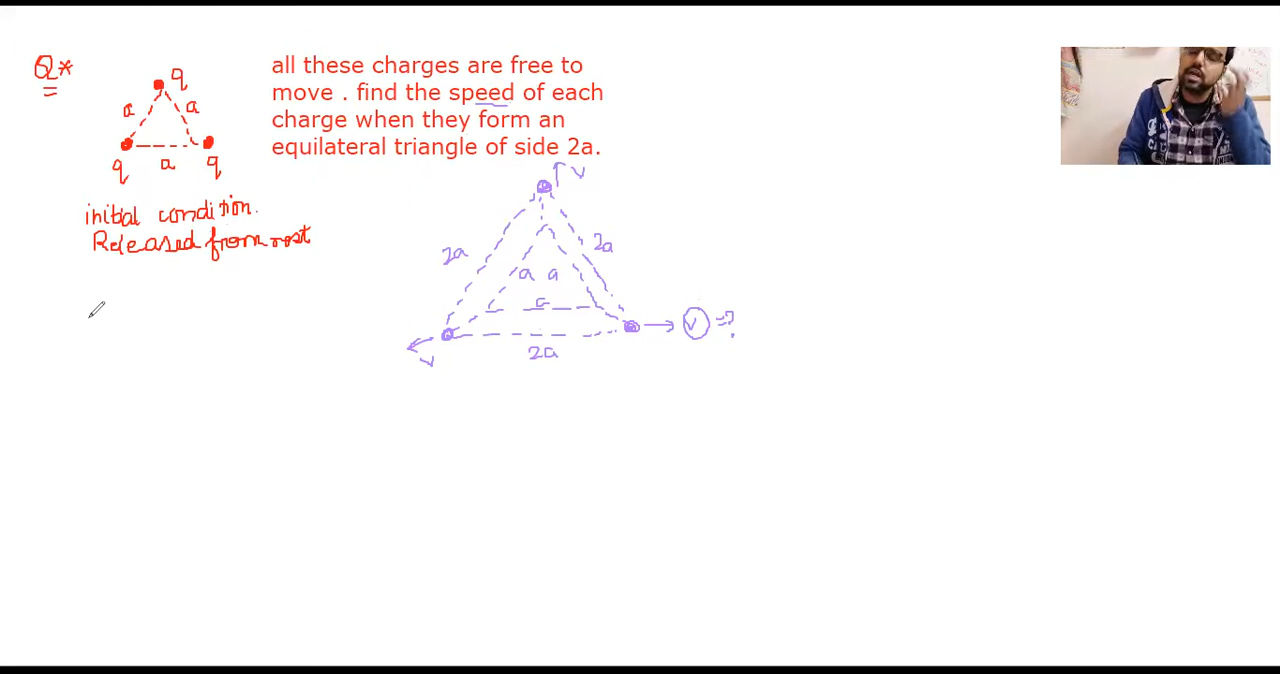 Q*
q
a a
q a q
initial condition.
Released from rest
all these charges are free to
move . find the speed of each
charge when they form an
equilateral triangle of side 2a.
v
2a 2a
a a
a
v 2a v =?